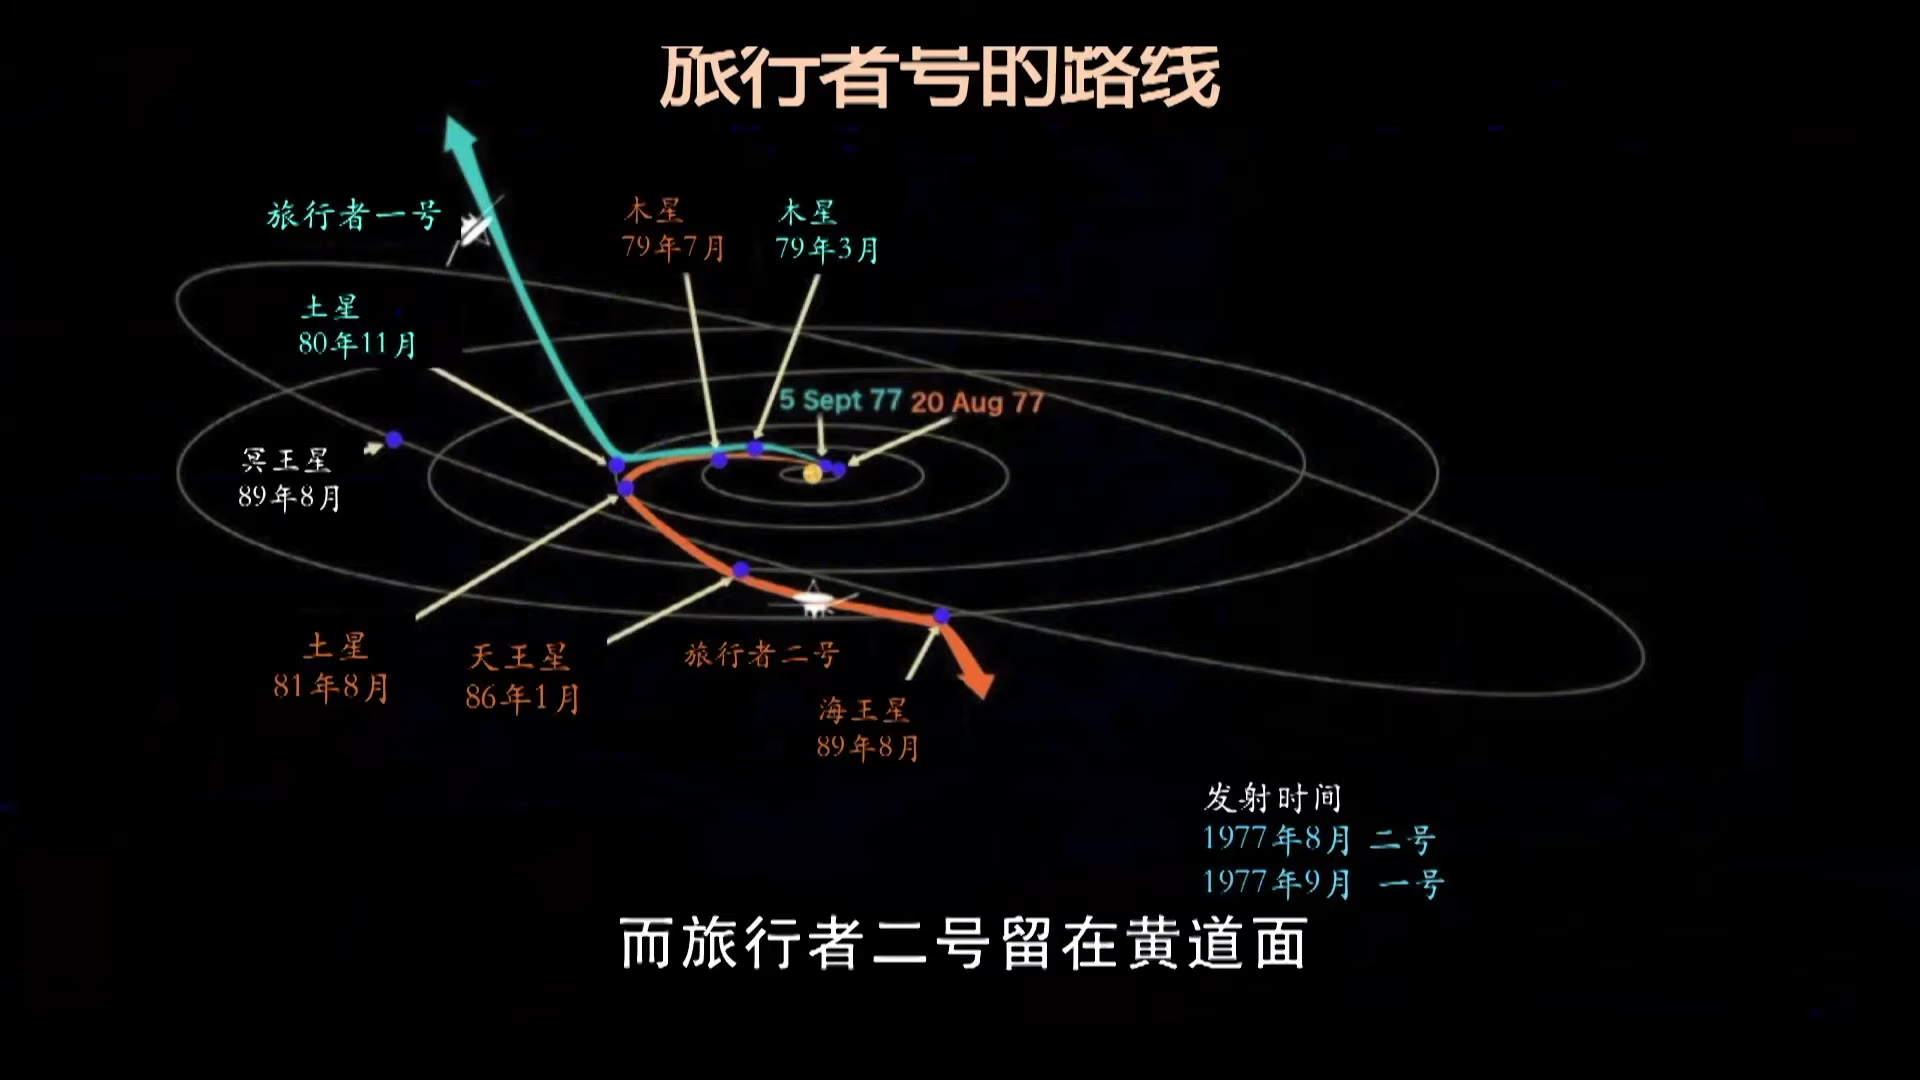 旅行者号的路线
旅行者一号
木星
79年7月
木星
79年3月
土星
80年11月
5 Sept 77
20 Aug 77
冥王星
89年8月
土星
81年8月
天王星
86年1月
旅行者二号
海王星
89年8月
发射时间
1977年8月 二号
1977年9月 一号
而旅行者二号留在黄道面